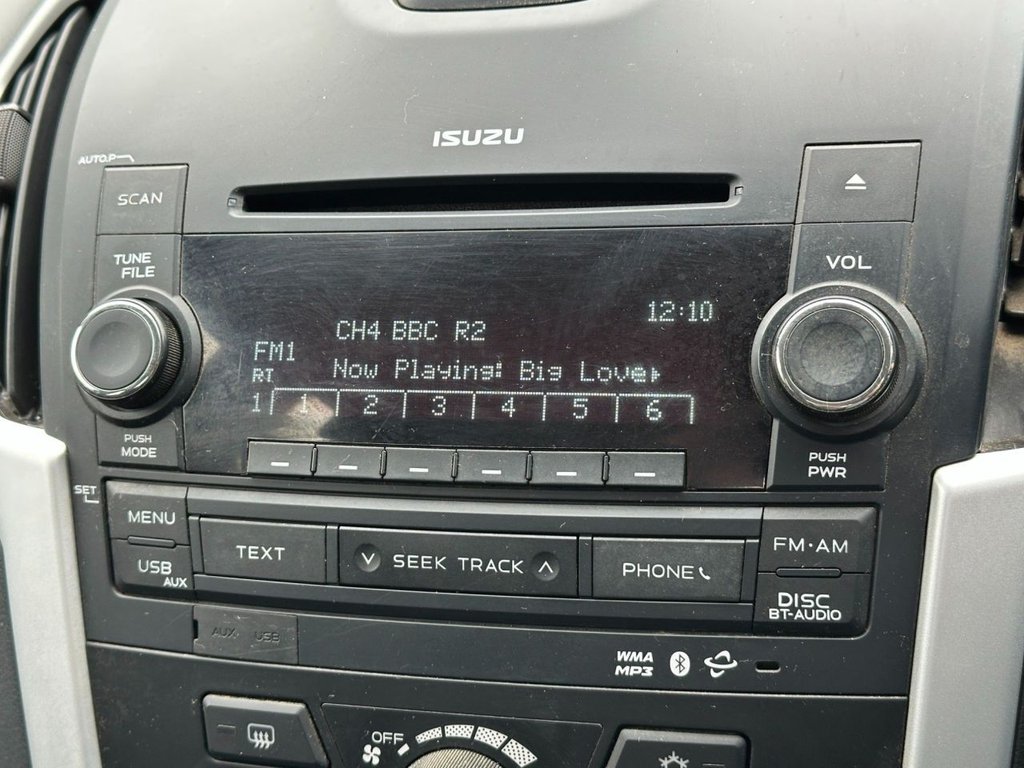 ISUZU
AUTO.P
SCAN
TUNE
FILE
VOL
12:10
CH4 BBC R2
FM1
Now Playing: Big Love
RT
1 1 2 3 4 5 6
PUSH
MODE
PUSH
PWR
SET
MENU
USB
AUX
TEXT
SEEK TRACK
PHONE
FM·AM
DISC
BT-AUDIO
AUX USB
WMA
MP3
OFF